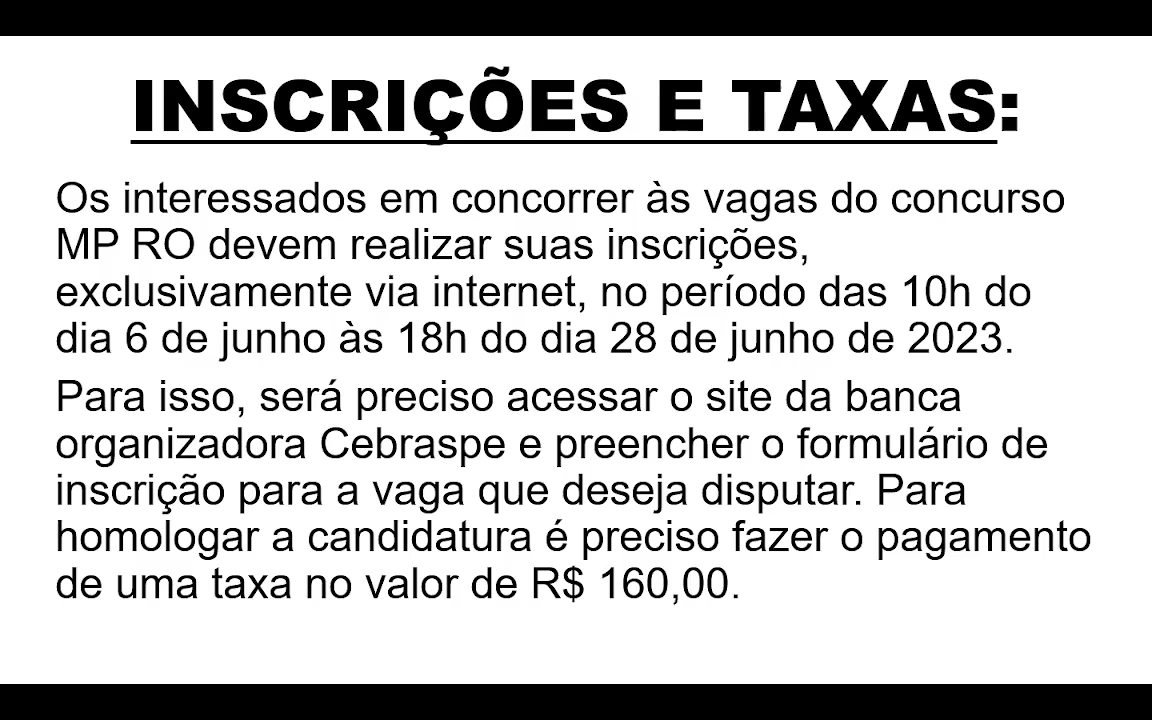 INSCRIÇÕES E TAXAS:
Os interessados em concorrer às vagas do concurso
MP RO devem realizar suas inscrições,
exclusivamente via internet, no período das 10h do
dia 6 de junho às 18h do dia 28 de junho de 2023.
Para isso, será preciso acessar o site da banca
organizadora Cebraspe e preencher o formulário de
inscrição para a vaga que deseja disputar. Para
homologar a candidatura é preciso fazer o pagamento
de uma taxa no valor de R$ 160,00.